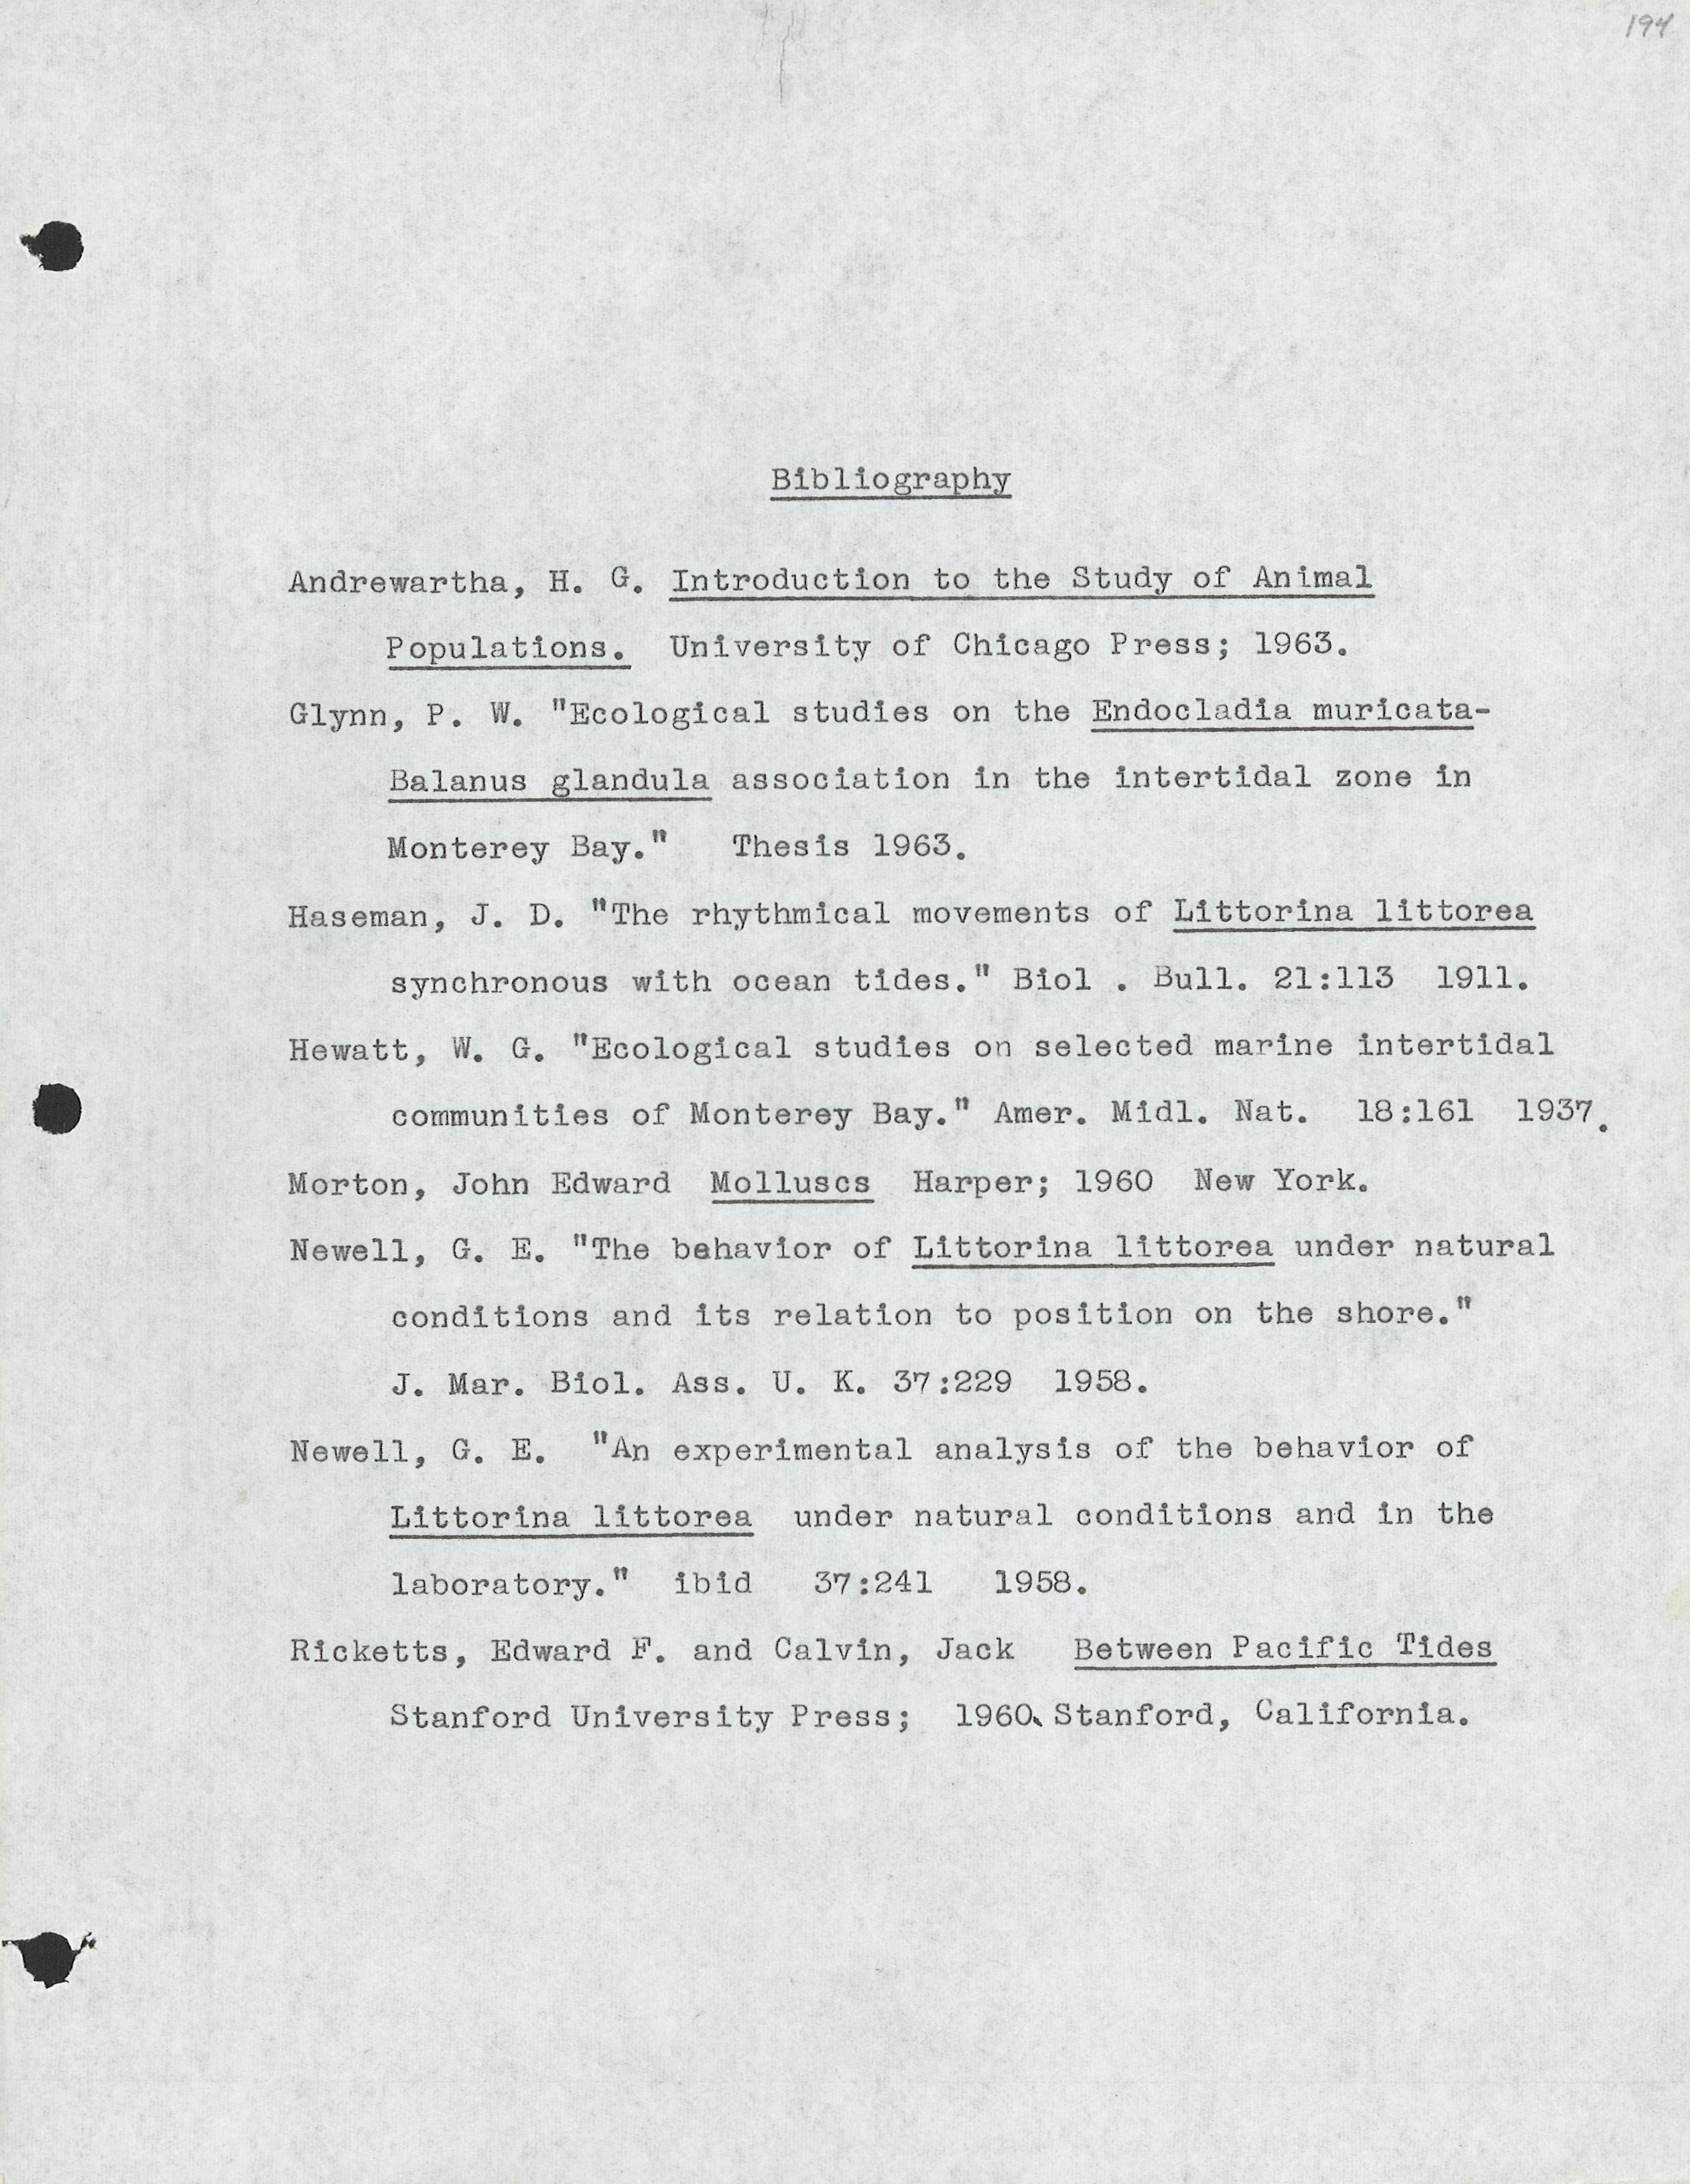 194
Bibliography
Andrewartha, H. G. Introduction to the Study of Animal
Populations. University of Chicago Press; 1963.
Glynn, P. W. "Ecological studies on the Endocladia muricata-
Balanus glandula association in the intertidal zone in
Monterey Bay." Thesis 1963.
Haseman, J. D. "The rhythmical movements of Littorina littorea
synchronous with ocean tides." Biol . Bull. 21:113 1911.
Hewatt, W. G. "Ecological studies on selected marine intertidal
communities of Monterey Bay." Amer. Midl. Nat. 18:161 1937.
Morton, John Edward Molluscs Harper; 1960 New York.
Newell, G. E. "The behavior of Littorina littorea under natural
conditions and its relation to position on the shore."
J. Mar. Biol. Ass. U. K. 37:229 1958.
Newell, G. E. "An experimental analysis of the behavior of
Littorina littorea under natural conditions and in the
laboratory." ibid 37:241 1958.
Ricketts, Edward F. and Calvin, Jack Between Pacific Tides
Stanford University Press; 1960, Stanford, California.